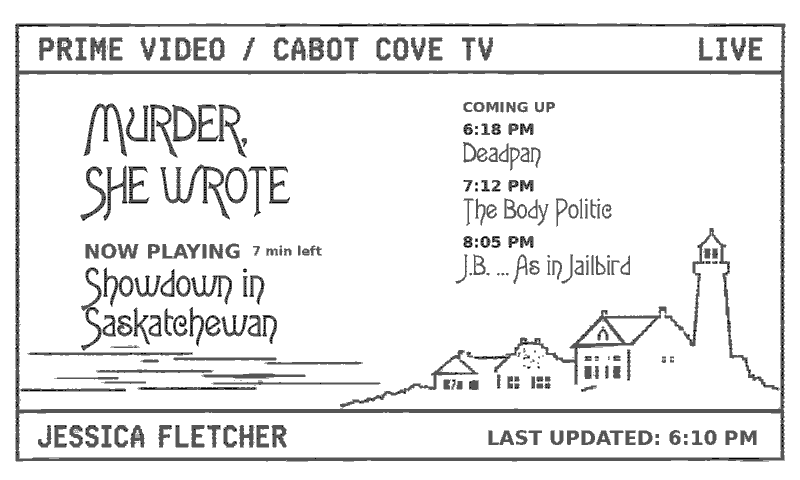 PRIME VIDEO / CABOT COVE TV
LIVE
MURDER,
SHE WROTE
NOW PLAYING 7 min left
Showdown in
Saskatchewan
COMING UP
6:18 PM
Deadpan
7:12 PM
The Body Politic
8:05 PM
J.B. ... As in Jailbird
JESSICA FLETCHER
LAST UPDATED: 6:10 PM